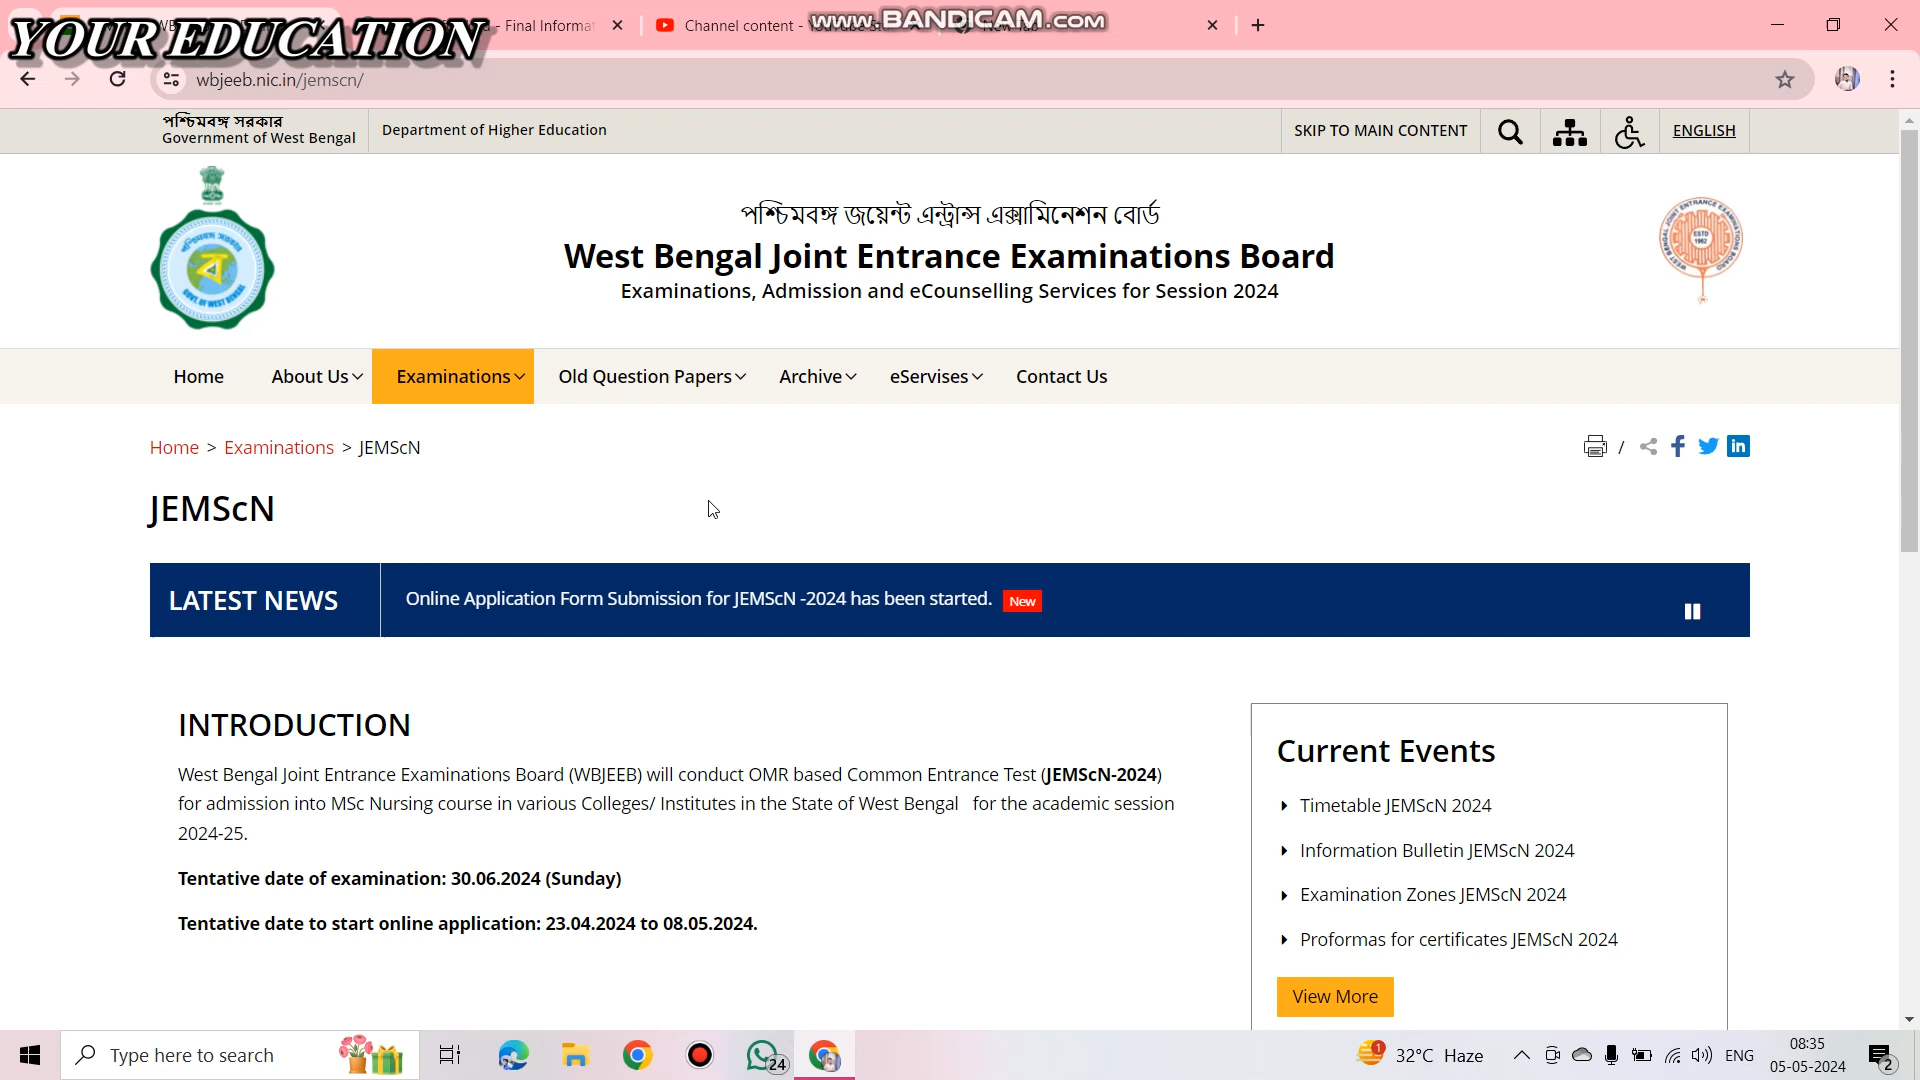 YOUR EDUCATION
www.BANDICAM.com
- Final Informa
Channel content - YouTube St
New Tab
wbjeeb.nic.in/jemscn/
পশ্চিমবঙ্গ সরকার
Government of West Bengal
Department of Higher Education
SKIP TO MAIN CONTENT
ENGLISH
পশ্চিমবঙ্গ জয়েন্ট এন্ট্রান্স এক্সামিনেশন বোর্ড
West Bengal Joint Entrance Examinations Board
Examinations, Admission and eCounselling Services for Session 2024
Home
About Us
Examinations
Old Question Papers
Archive
eServises
Contact Us
Home > Examinations > JEMScN
JEMScN
LATEST NEWS
Online Application Form Submission for JEMScN -2024 has been started. New
INTRODUCTION
West Bengal Joint Entrance Examinations Board (WBJEEB) will conduct OMR based Common Entrance Test (JEMScN-2024)
for admission into MSc Nursing course in various Colleges/ Institutes in the State of West Bengal for the academic session
2024-25.
Tentative date of examination: 30.06.2024 (Sunday)
Tentative date to start online application: 23.04.2024 to 08.05.2024.
Current Events
Timetable JEMScN 2024
Information Bulletin JEMScN 2024
Examination Zones JEMScN 2024
Proformas for certificates JEMScN 2024
View More
Type here to search
24
1
32°C Haze
ENG
08:35
05-05-2024
2